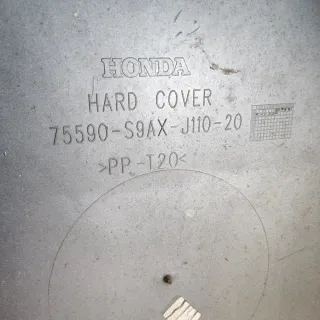 HONDA
HARD COVER
75590-S9AX-J110-20
>PP-T20<